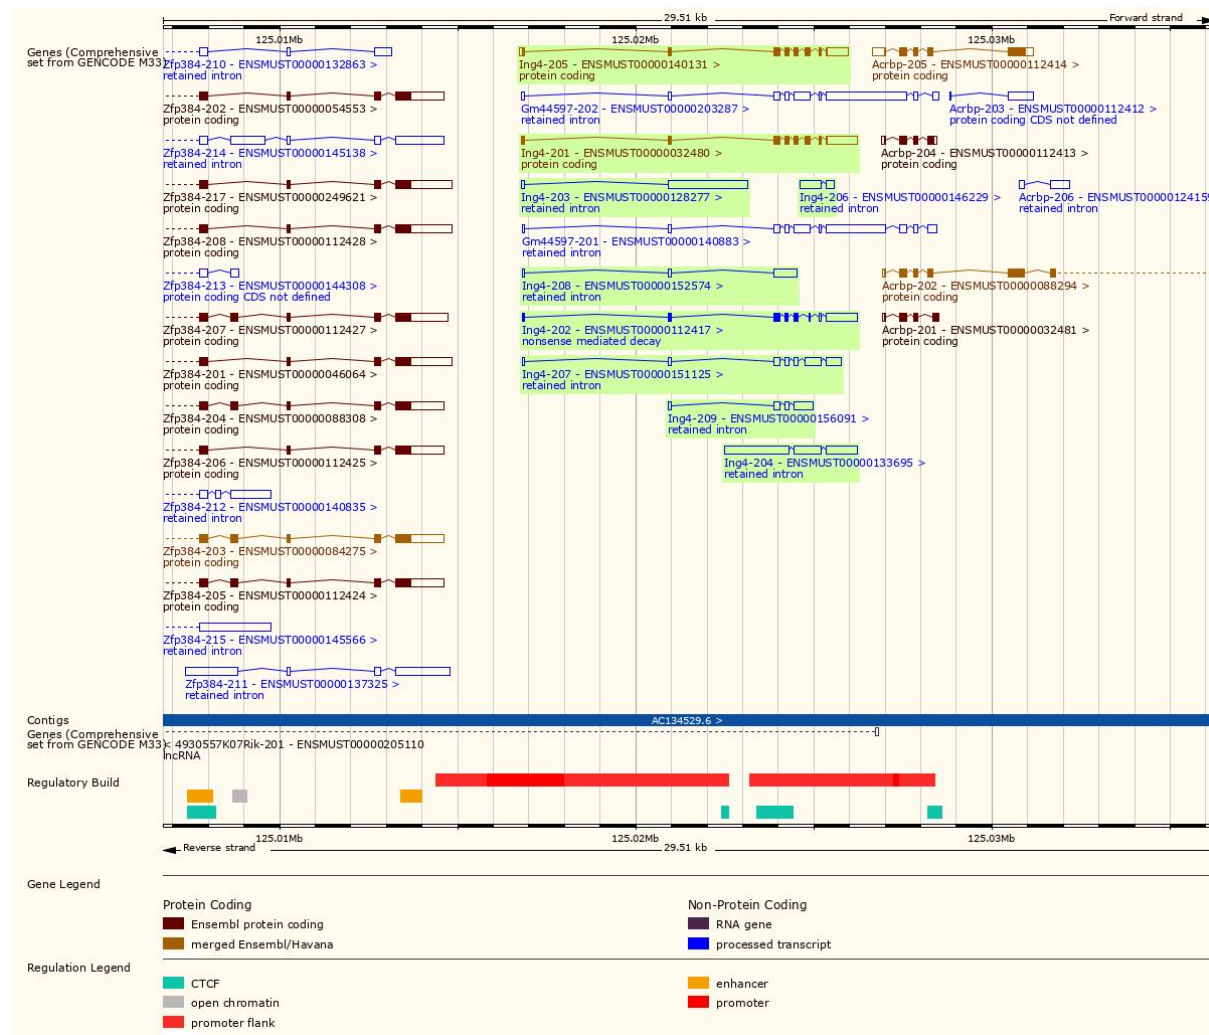 29.51 kb
Forward strand
125.01Mb 125.02Mb 125.03Mb
Genes (Comprehensive
set from GENCODE M33)
Zfp384-210 - ENSMUST00000132863 >
retained intron
Ing4-205 - ENSMUST00000140131 >
protein coding
Acrbp-205 - ENSMUST00000112414 >
protein coding
Zfp384-202 - ENSMUST00000054553 >
protein coding
Gm44597-202 - ENSMUST00000203287 >
retained intron
Acrbp-203 - ENSMUST00000112412 >
protein coding CDS not defined
Zfp384-214 - ENSMUST00000145138 >
retained intron
Ing4-201 - ENSMUST00000032480 >
protein coding
Acrbp-204 - ENSMUST00000112413 >
protein coding
Zfp384-217 - ENSMUST00000249621 >
protein coding
Ing4-203 - ENSMUST00000128277 >
retained intron
Ing4-206 - ENSMUST00000146229 >
retained intron
Acrbp-206 - ENSMUST00000124159
retained intron
Zfp384-208 - ENSMUST00000112428 >
protein coding
Gm44597-201 - ENSMUST00000140883 >
retained intron
Zfp384-213 - ENSMUST00000144308 >
protein coding CDS not defined
Ing4-208 - ENSMUST00000152574 >
retained intron
Acrbp-202 - ENSMUST00000088294 >
protein coding
Zfp384-207 - ENSMUST00000112427 >
protein coding
Ing4-202 - ENSMUST00000112417 >
nonsense mediated decay
Acrbp-201 - ENSMUST00000032481 >
protein coding
Zfp384-201 - ENSMUST00000046064 >
protein coding
Ing4-207 - ENSMUST00000151125 >
retained intron
Zfp384-204 - ENSMUST00000088308 >
protein coding
Ing4-209 - ENSMUST00000156091 >
retained intron
Zfp384-206 - ENSMUST00000112425 >
protein coding
Ing4-204 - ENSMUST00000133695 >
retained intron
Zfp384-212 - ENSMUST00000140835 >
retained intron
Zfp384-203 - ENSMUST00000084275 >
protein coding
Zfp384-205 - ENSMUST00000112424 >
protein coding
Zfp384-215 - ENSMUST00000145566 >
retained intron
Zfp384-211 - ENSMUST00000137325 >
retained intron
Contigs
AC134529.6 >
Genes (Comprehensive
set from GENCODE M33)
< 4930557K07Rik-201 - ENSMUST00000205110
lncRNA
Regulatory Build
125.01Mb 125.02Mb 125.03Mb
Reverse strand
29.51 kb
Gene Legend
Protein Coding
Ensembl protein coding
merged Ensembl/Havana
Non-Protein Coding
RNA gene
processed transcript
Regulation Legend
CTCF
open chromatin
promoter flank
enhancer
promoter